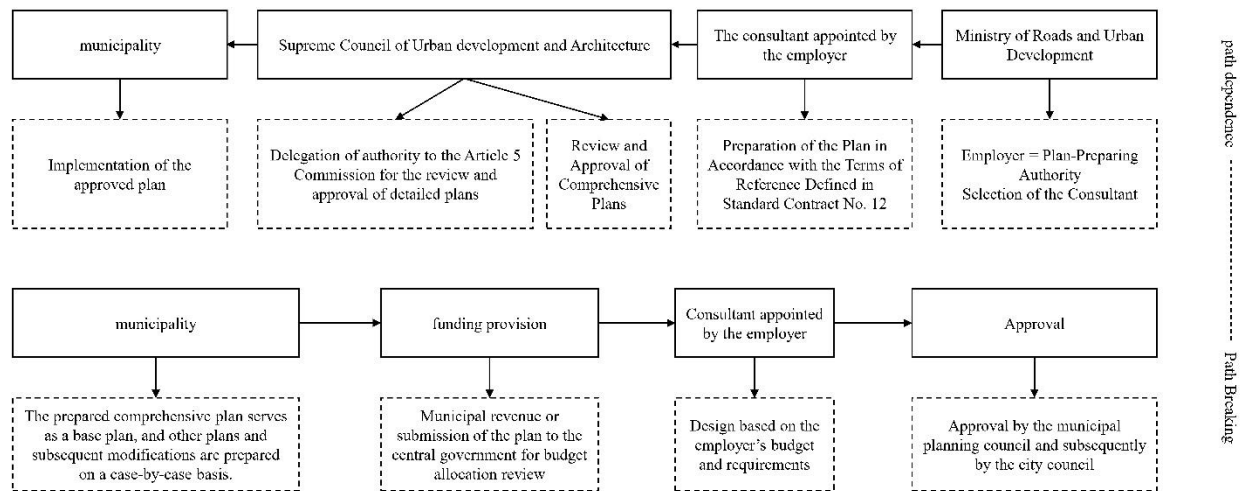 municipality
Supreme Council of Urban development and Architecture
The consultant appointed by
the employer
Ministry of Roads and Urban
Development
Implementation of the
approved plan
Delegation of authority to the Article 5
Commission for the review and
approval of detailed plans
Review and
Approval of
Comprehensive
Plans
Preparation of the Plan in
Accordance with the Terms of
Reference Defined in
Standard Contract No. 12
Employer = Plan-Preparing
Authority
Selection of the Consultant
path dependence
municipality
funding provision
Consultant appointed
by the employer
Approval
The prepared comprehensive plan serves
as a base plan, and other plans and
subsequent modifications are prepared
on a case-by-case basis.
Municipal revenue or
submission of the plan to the
central government for budget
allocation review
Design based on the
employer's budget
and requirements
Approval by the municipal
planning council and subsequently
by the city council
Path Breaking